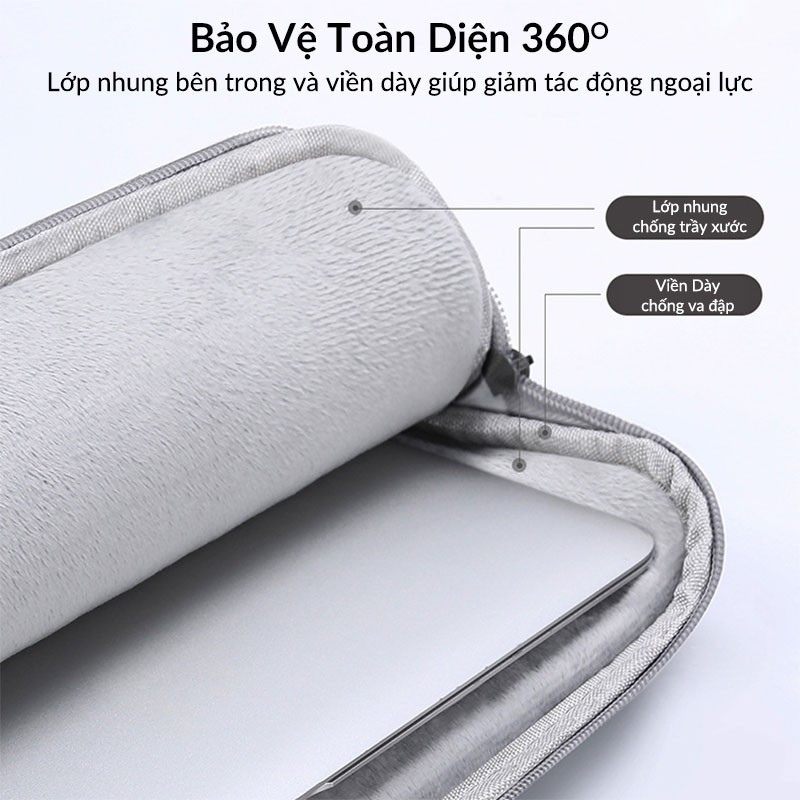 Bảo Vệ Toàn Diện 360⁰
Lớp nhung bên trong và viền dày giúp giảm tác động ngoại lực
Lớp nhung
chống trầy xước
Viền Dày
chống va đập